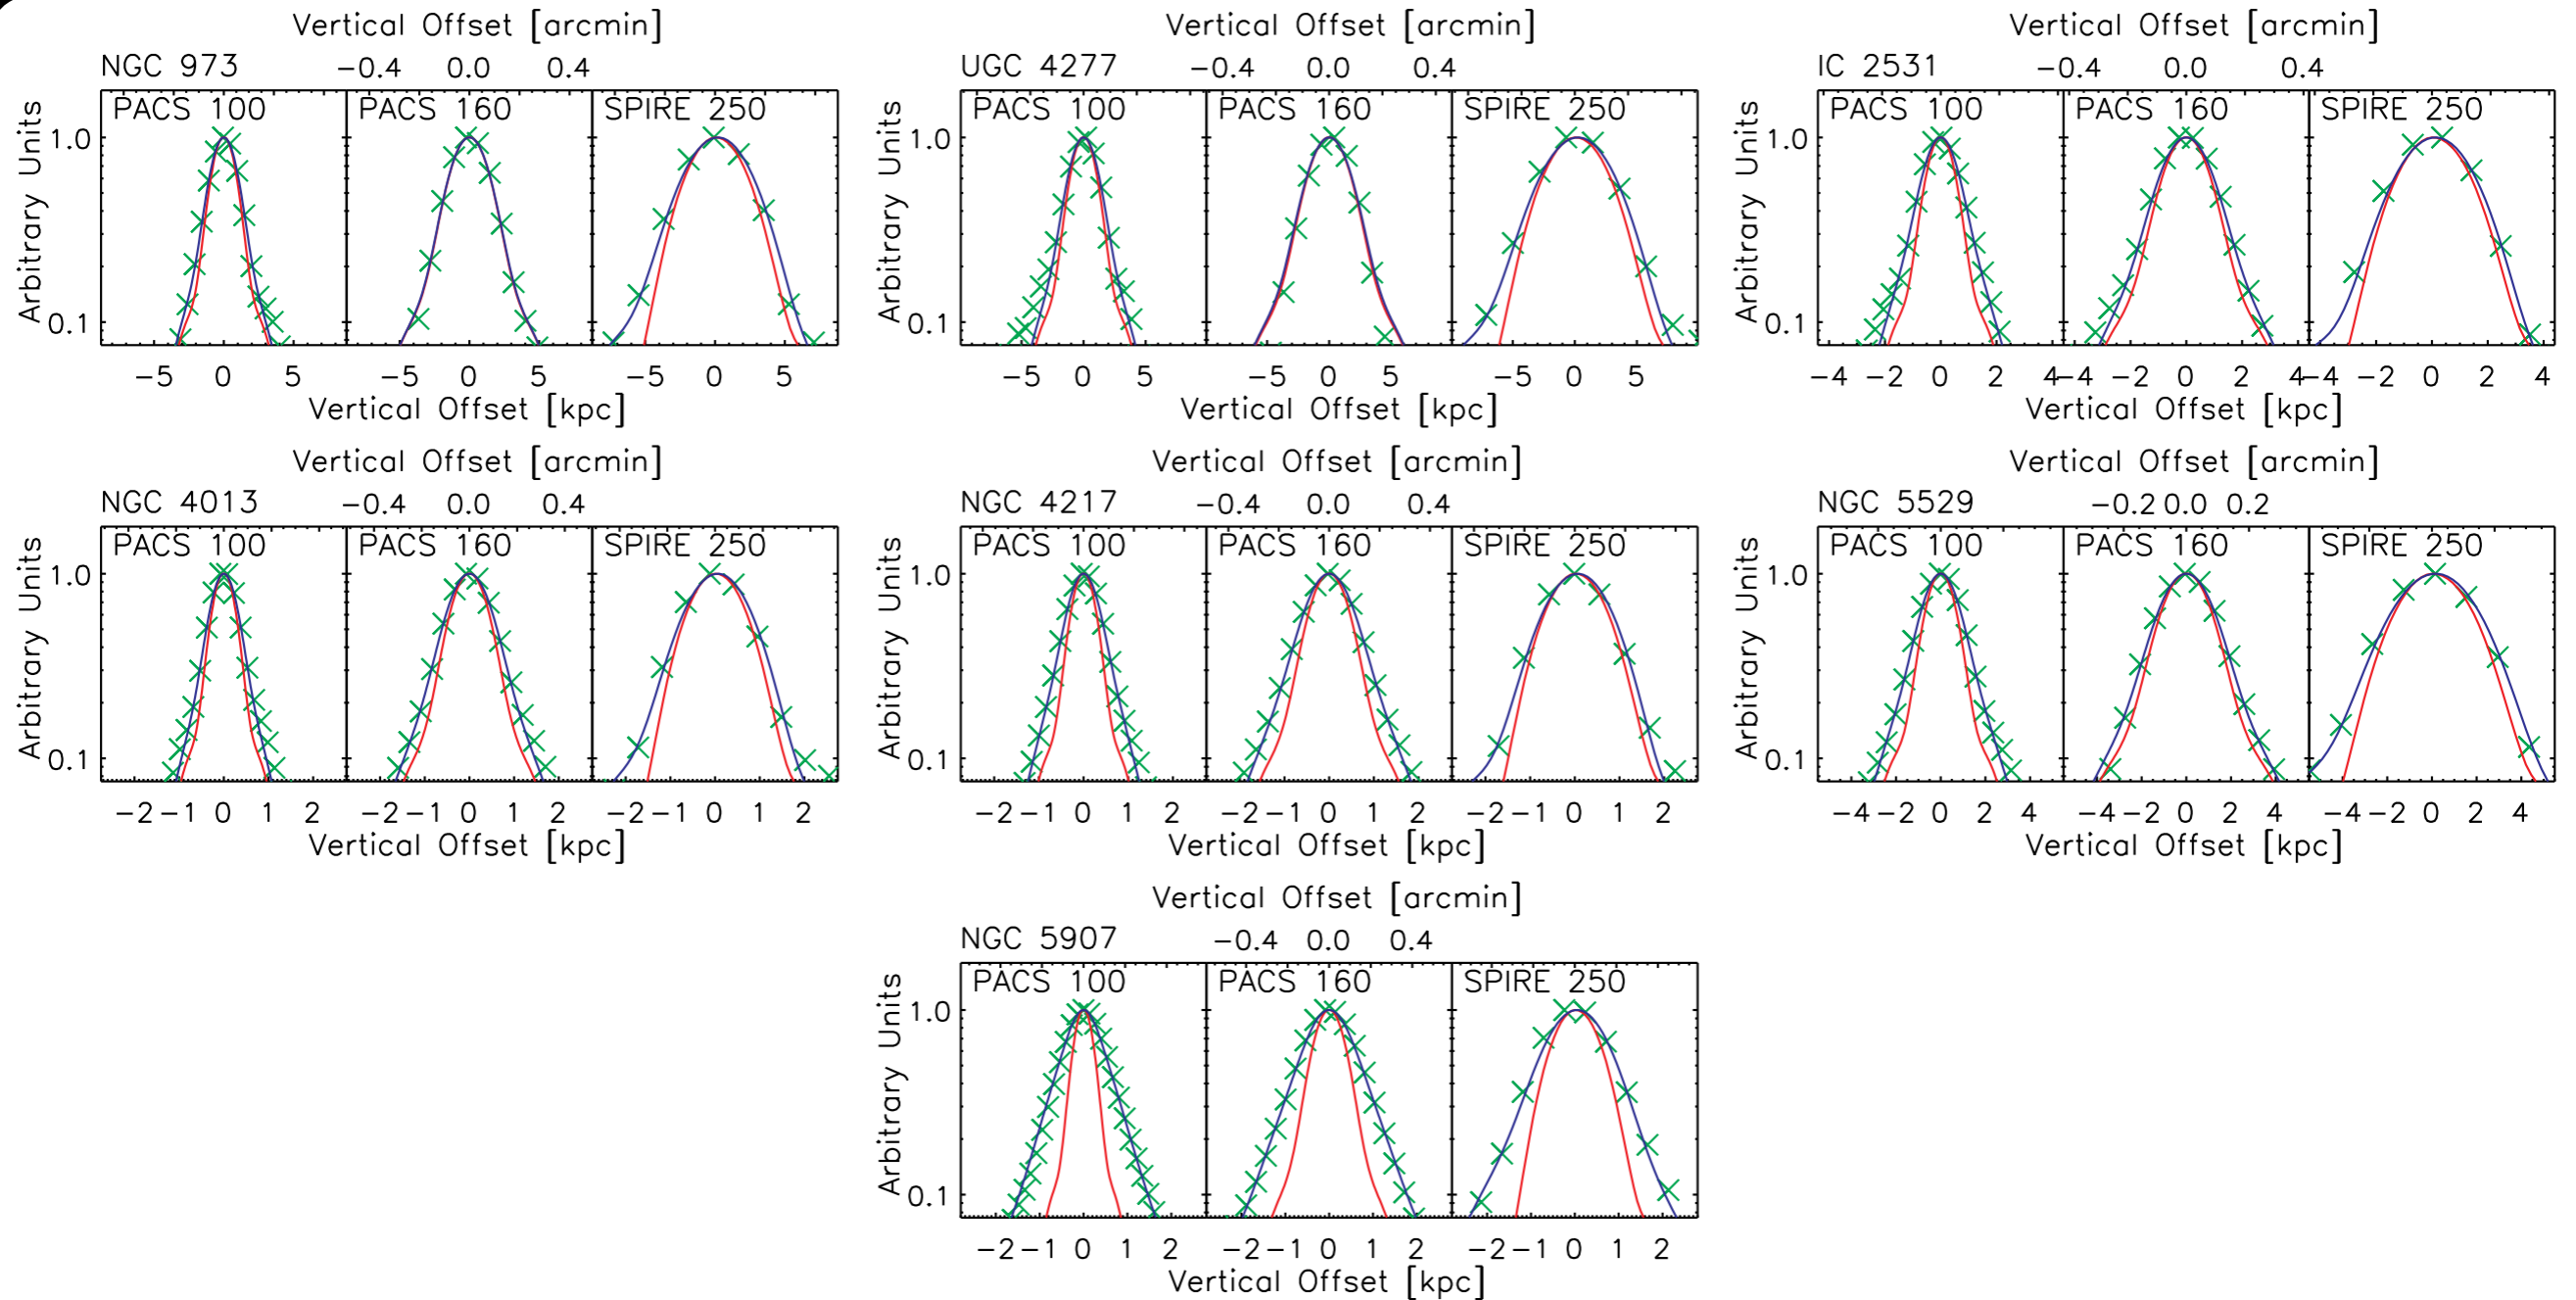 Vertical Offset [arcmin] Vertical Offset [arcmin] Vertical Offset [arcmin]
NGC 973 −0.4 0.0 0.4 UGC 4277 −0.4 0.0 0.4 IC 2531 −0.4 0.0 0.4
PACS 100 PACS 160 SPIRE 250 PACS 100 PACS 160 SPIRE 250 PACS 100 PACS 160 SPIRE 250
1.0 1.0 1.0
Arbitrary Units Arbitrary Units Arbitrary Units
0.1 0.1 0.1
−5 0 5 −5 0 5 −5 0 5 −5 0 5 −5 0 5 −5 0 5 −4 −2 0 2 4 −4 −2 0 2 4 −4 −2 0 2 4
Vertical Offset [kpc] Vertical Offset [kpc] Vertical Offset [kpc]
Vertical Offset [arcmin] Vertical Offset [arcmin] Vertical Offset [arcmin]
NGC 4013 −0.4 0.0 0.4 NGC 4217 −0.4 0.0 0.4 NGC 5529 −0.2 0.0 0.2
PACS 100 PACS 160 SPIRE 250 PACS 100 PACS 160 SPIRE 250 PACS 100 PACS 160 SPIRE 250
1.0 1.0 1.0
Arbitrary Units Arbitrary Units Arbitrary Units
0.1 0.1 0.1
−2 −1 0 1 2 −2 −1 0 1 2 −2 −1 0 1 2 −2 −1 0 1 2 −2 −1 0 1 2 −2 −1 0 1 2 −4 −2 0 2 4 −4 −2 0 2 4 −4 −2 0 2 4
Vertical Offset [kpc] Vertical Offset [kpc] Vertical Offset [kpc]
Vertical Offset [arcmin]
NGC 5907 −0.4 0.0 0.4
PACS 100 PACS 160 SPIRE 250
1.0
Arbitrary Units
0.1
−2 −1 0 1 2 −2 −1 0 1 2 −2 −1 0 1 2
Vertical Offset [kpc]